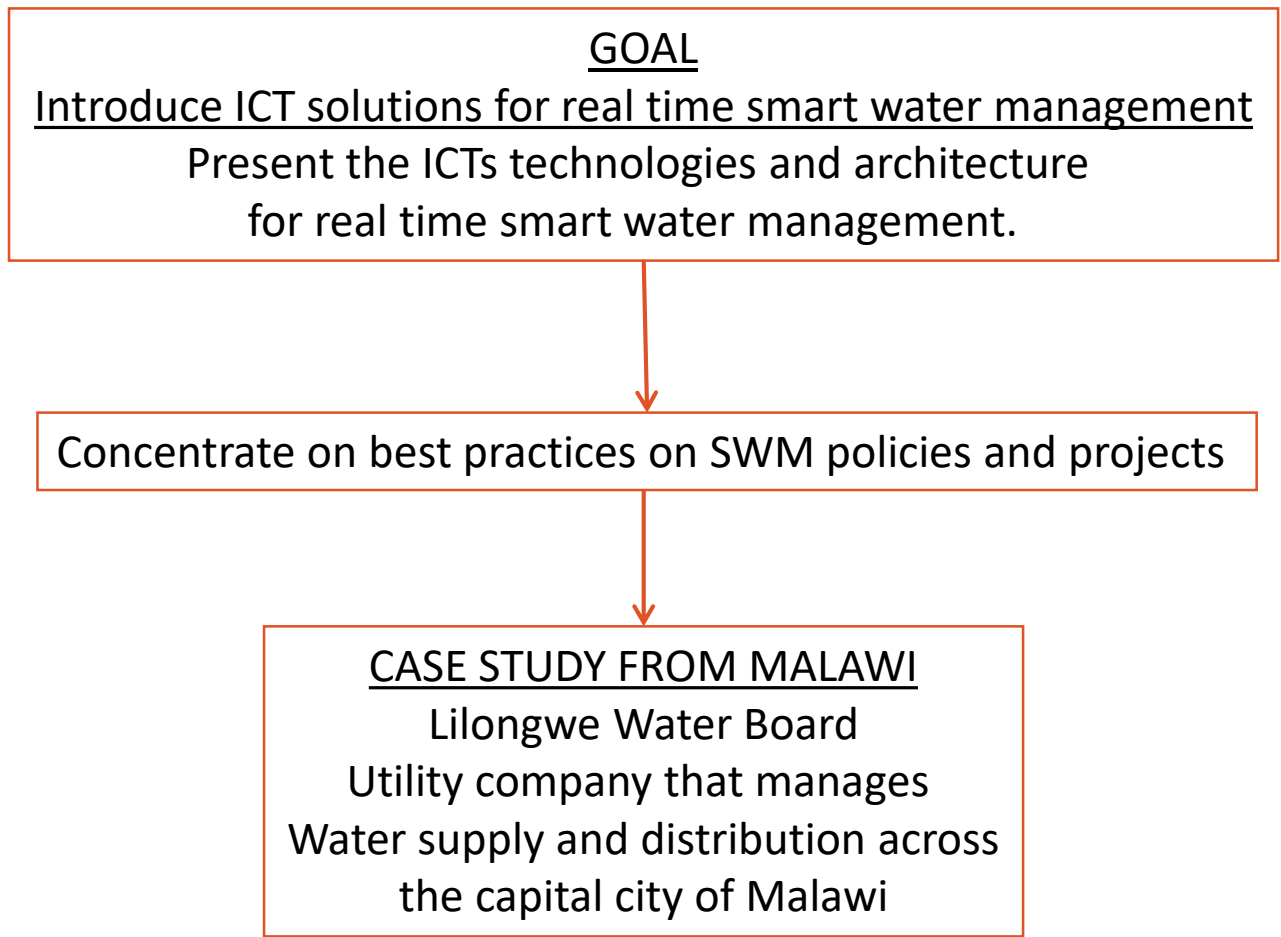 GOAL
Introduce ICT solutions for real time smart water management
Present the ICTs technologies and architecture
for real time smart water management.
Concentrate on best practices on SWM policies and projects
CASE STUDY FROM MALAWI
Lilongwe Water Board
Utility company that manages
Water supply and distribution across
the capital city of Malawi